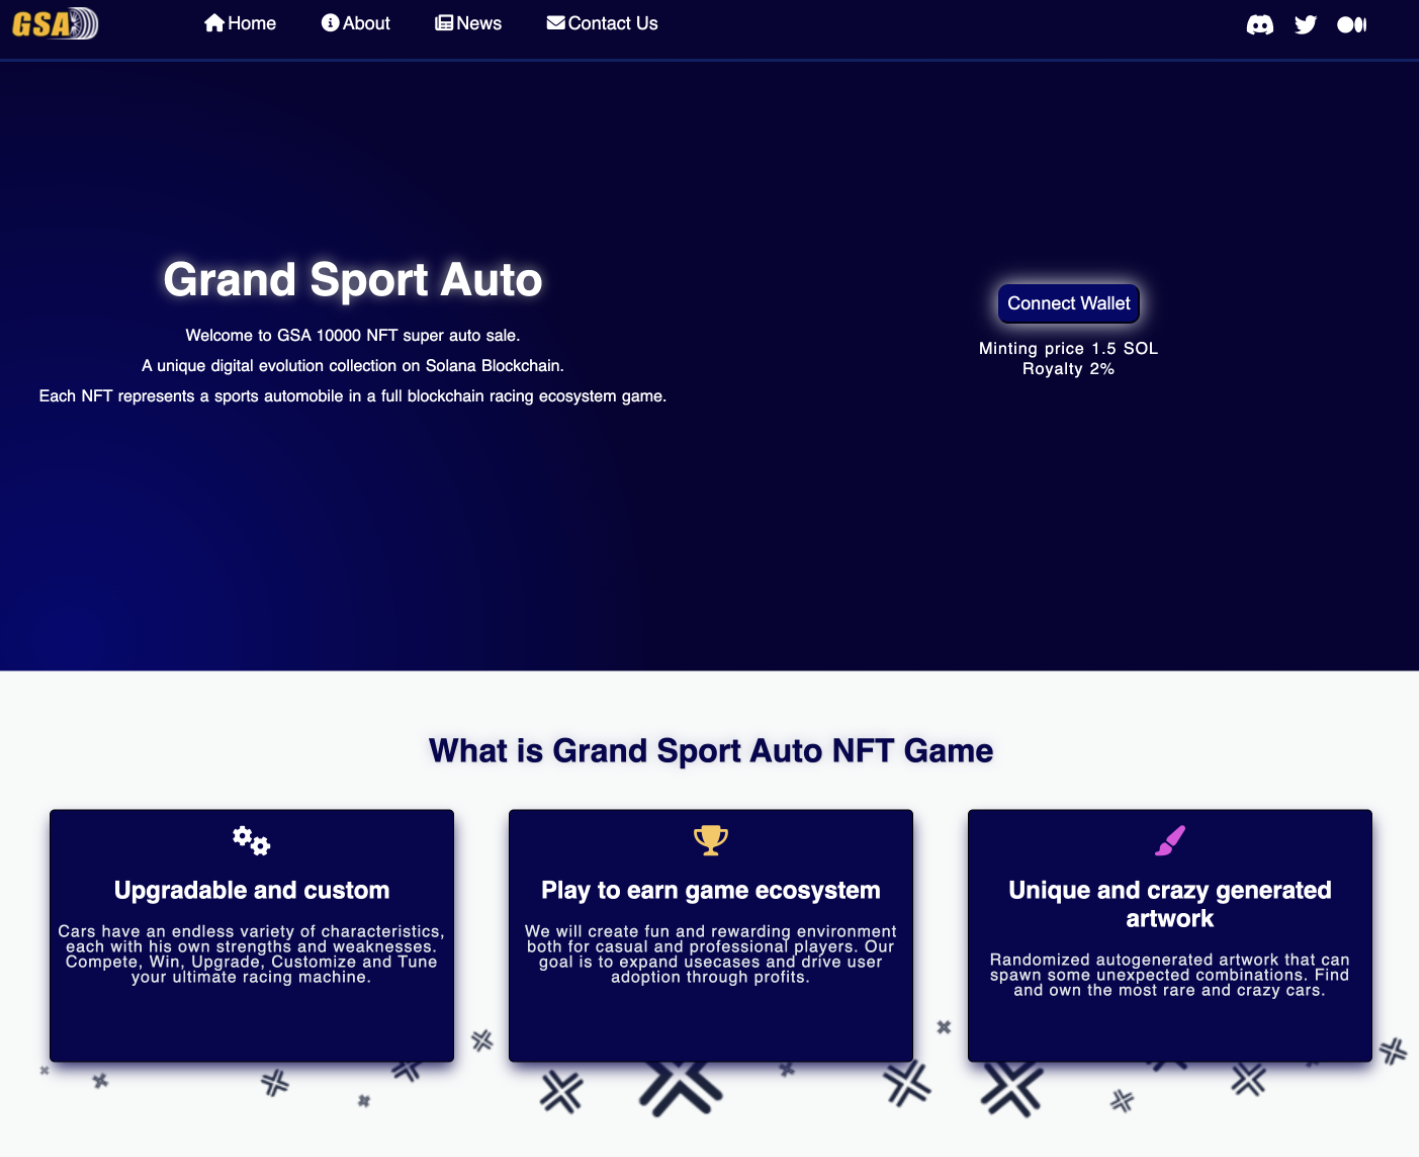 GSA
Home
About
News
Contact Us
Grand Sport Auto
Welcome to GSA 10000 NFT super auto sale.
A unique digital evolution collection on Solana Blockchain.
Each NFT represents a sports automobile in a full blockchain racing ecosystem game.
Connect Wallet
Minting price 1.5 SOL
Royalty 2%
What is Grand Sport Auto NFT Game
Upgradable and custom
Cars have an endless variety of characteristics,
each with his own strengths and weaknesses.
Compete, Win, Upgrade, Customize and Tune
your ultimate racing machine.
Play to earn game ecosystem
We will create fun and rewarding environment
both for casual and professional players. Our
goal is to expand usecases and drive user
adoption through profits.
Unique and crazy generated
artwork
Randomized autogenerated artwork that can
spawn some unexpected combinations. Find
and own the most rare and crazy cars.